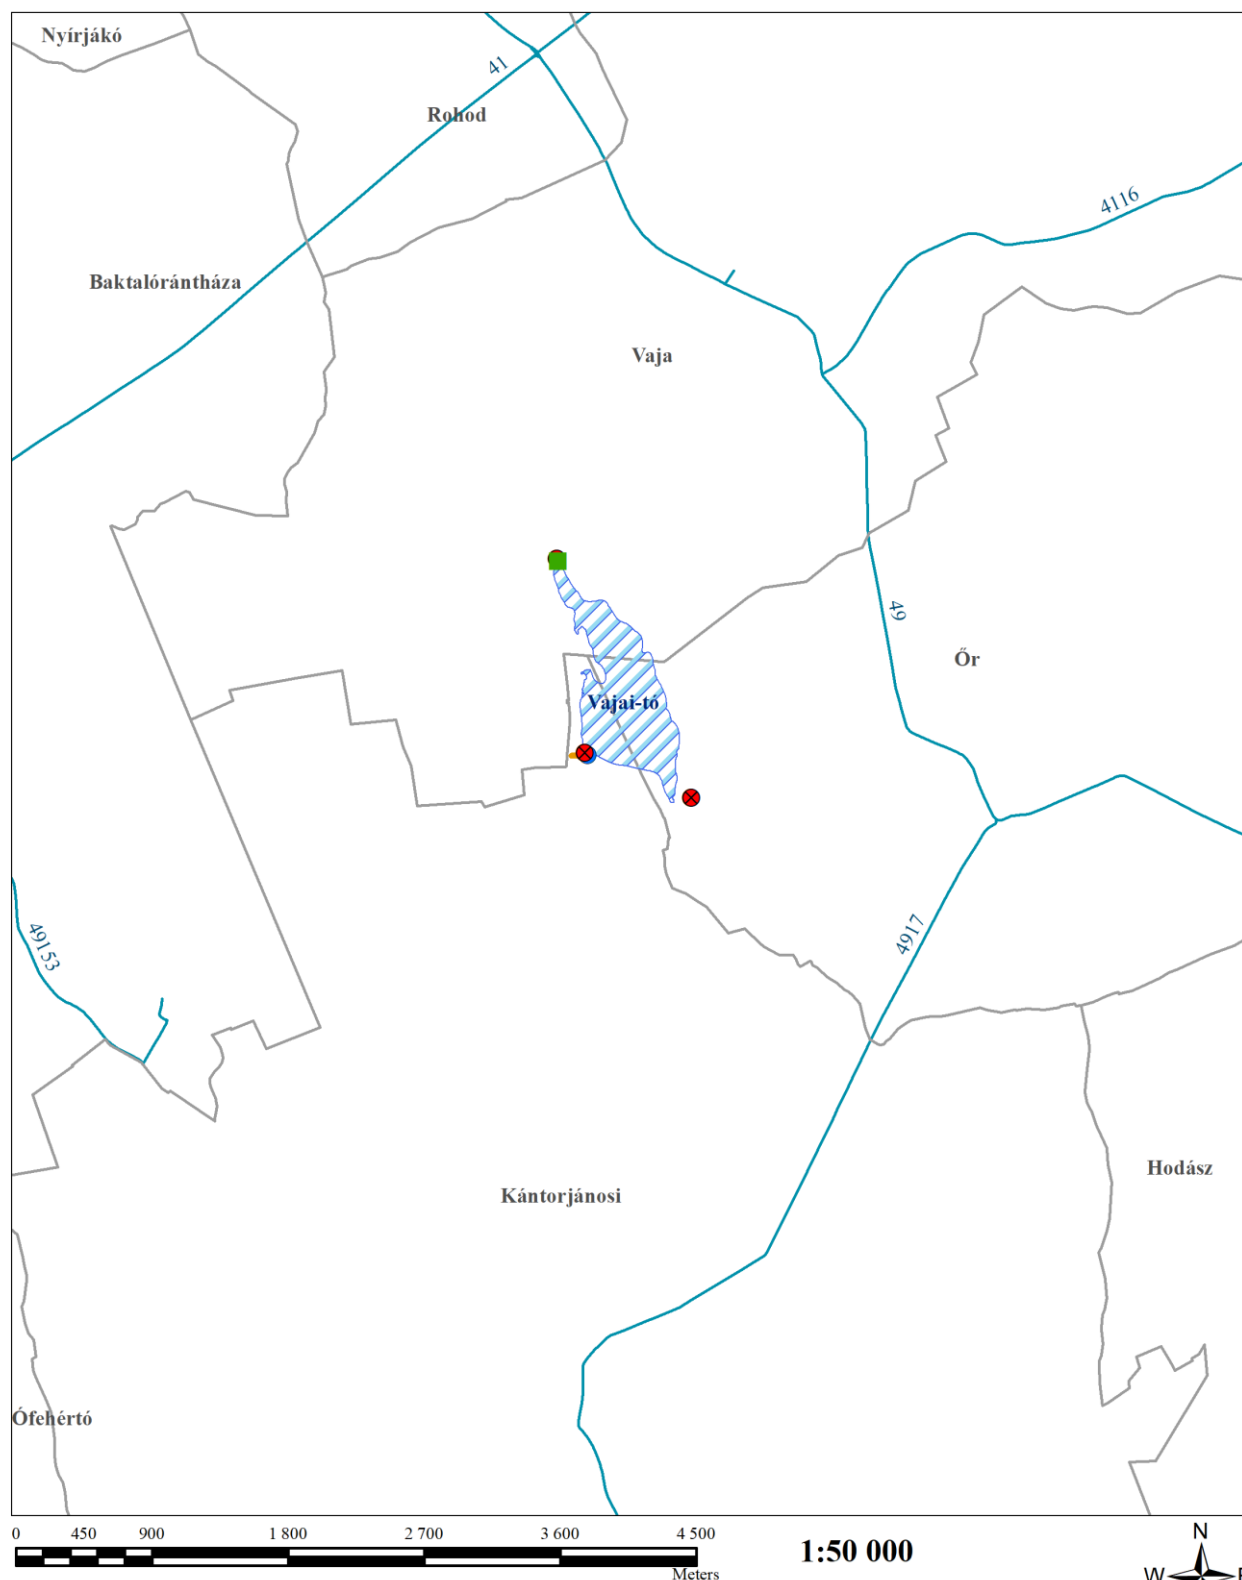 Nyírjákó
41
Rohod
4116
Baktalórántháza
Vaja
49
Őr
Vajai-tó
49153
4917
Kántorjánosi
Hodász
Ófehértó
0 450 900 1 800 2 700 3 600 4 500
Meters
1:50 000
N
W E